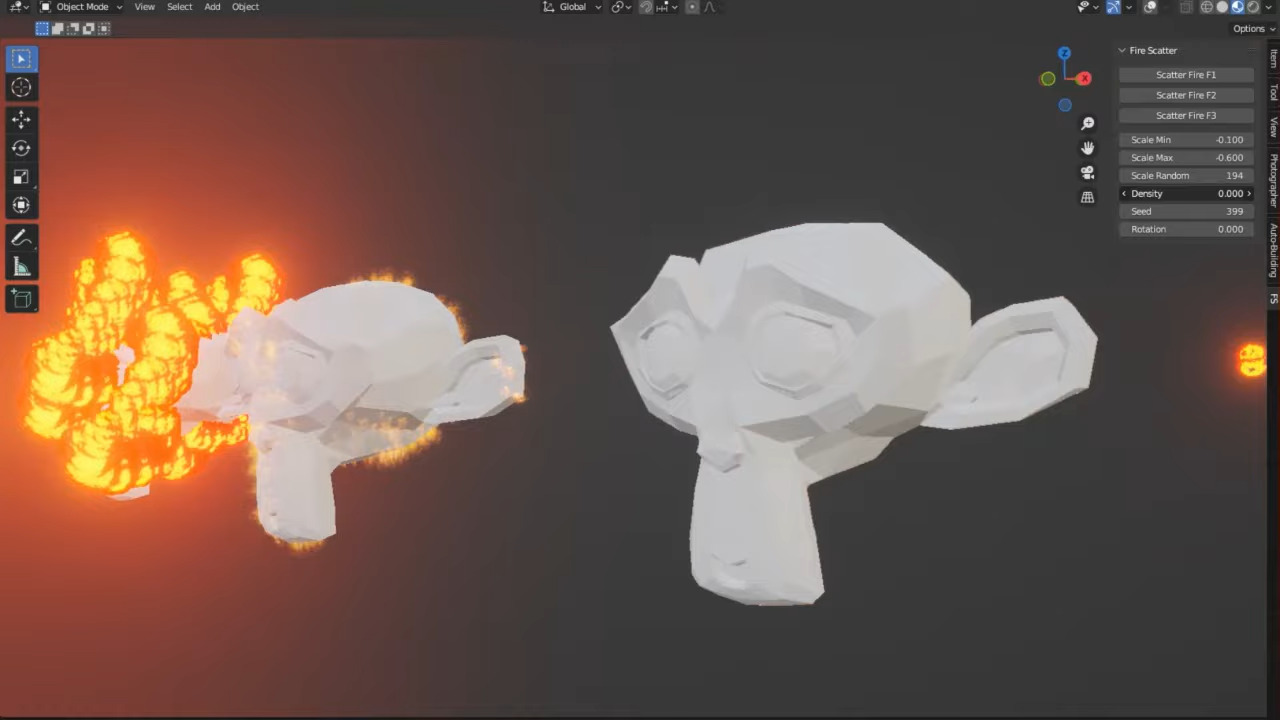 Object Mode View Select Add Object Global
Options
Fire Scatter
Scatter Fire F1
Scatter Fire F2
Scatter Fire F3
Scale Min -0.100
Scale Max -0.600
Scale Random 194
Density 0.000
Seed 399
Rotation 0.000
Z
X
Item
Tool
View
Photographer
Auto-Building
FS